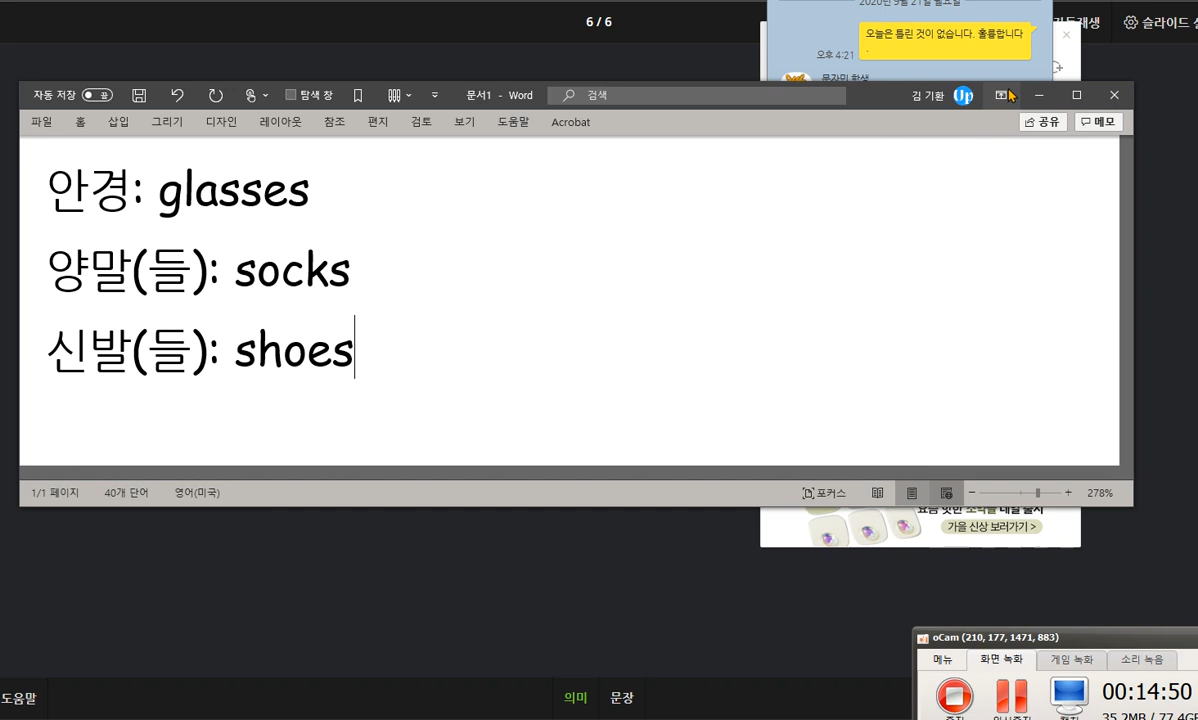 6 / 6
2020년 9월 21일 월요일
슬라이드
오늘은 틀린 것이 없습니다. 훌륭합니다
.
오후 4:21
자동 저장
탐색 창
문서1 - Word
검색
김 기환
Up
파일 홈 삽입 그리기 디자인 레이아웃 참조 편지 검토 보기 도움말 Acrobat
공유 메모
안경: glasses
양말(들): socks
신발(들): shoes
1/1 페이지 40개 단어 영어(미국)
포커스
278%
가을 신상 보러가기 >
oCam (210, 177, 1471, 883)
메뉴 화면 녹화 게임 녹화 소리 녹음
00:14:50
도움말
의미 문장